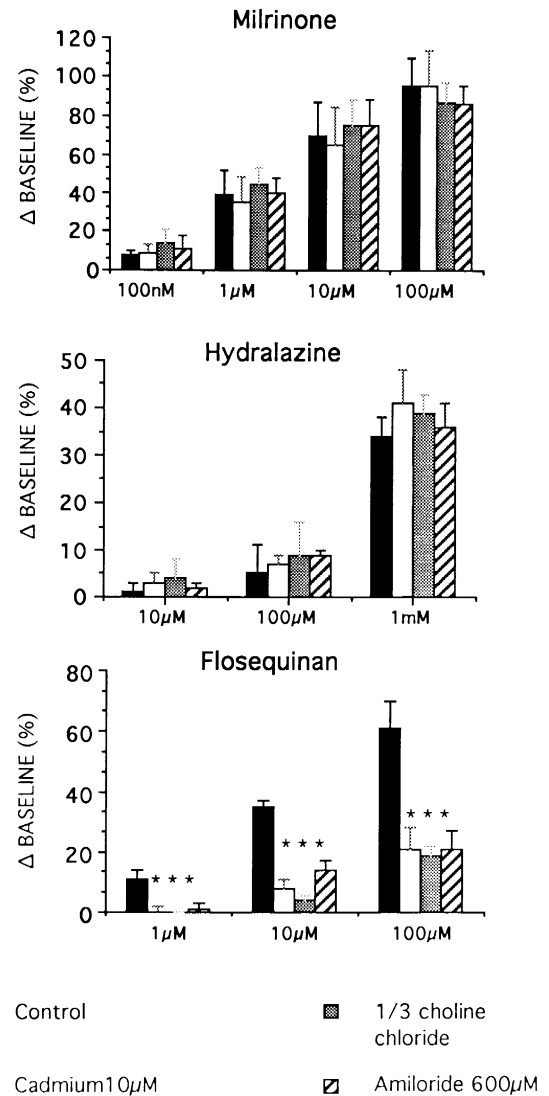 Milrinone
Δ BASELINE (%)
120
100
80
60
40
20
0
100nM 1µM 10µM 100µM
Hydralazine
Δ BASELINE (%)
50
40
30
20
10
0
10µM 100µM 1mM
Flosequinan
Δ BASELINE (%)
80
60
40
20
0
* * *
* * *
* * *
1µM 10µM 100µM
Control 1/3 choline
chloride
Cadmium10µM Amiloride 600µM